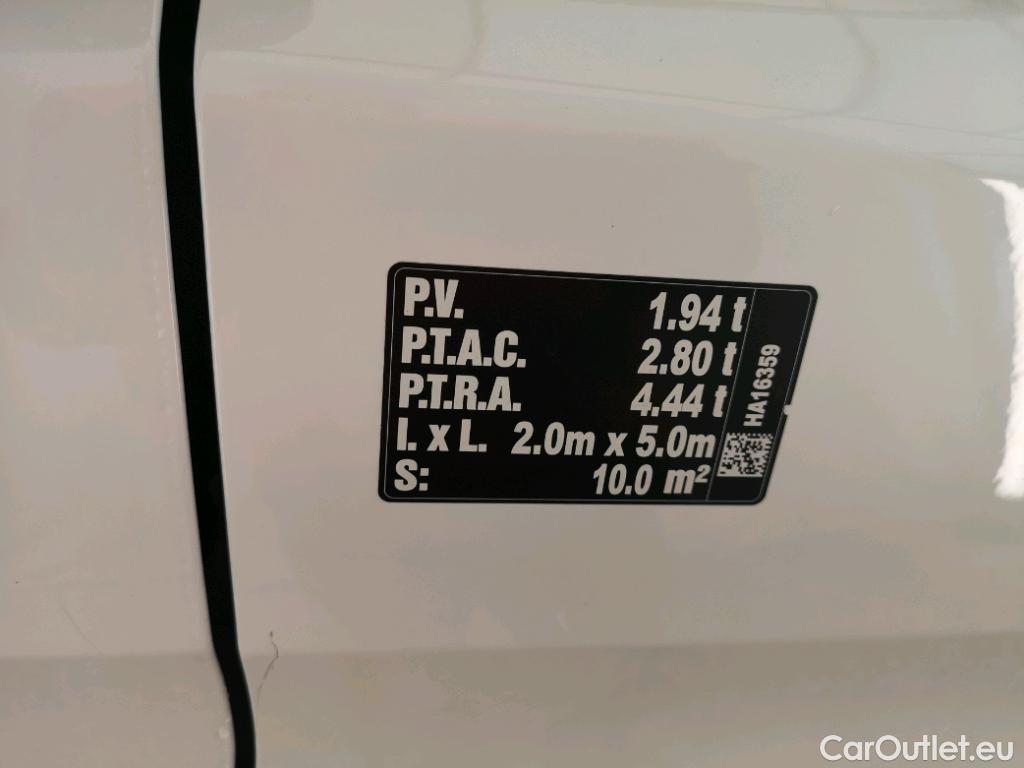 P.V. 1.94 t
P.T.A.C. 2.80 t
P.T.R.A. 4.44 t
l. x L. 2.0m x 5.0m
S: 10.0 m²
HA16359
CarOutlet.eu